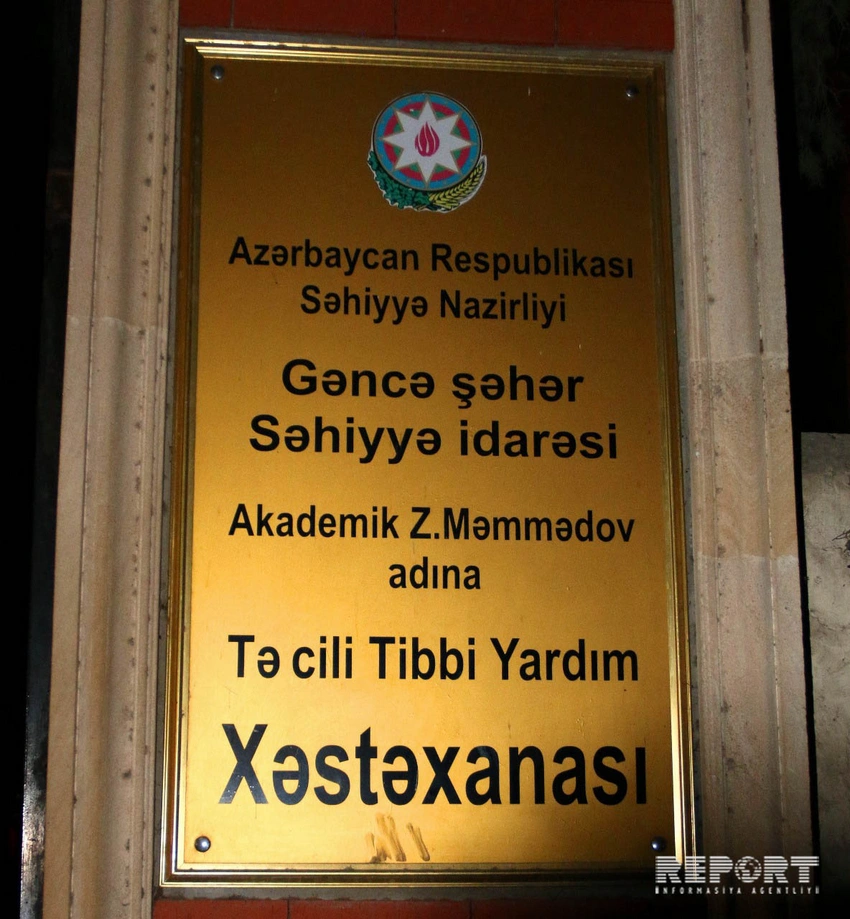 Azərbaycan Respublikası
Səhiyyə Nazirliyi
Gəncə şəhər
Səhiyyə idarəsi
Akademik Z.Məmmədov
adına
Tə cili Tibbi Yardım
Xəstəxanası
REPORT
İNFORMASİYA AGENTLİYİ